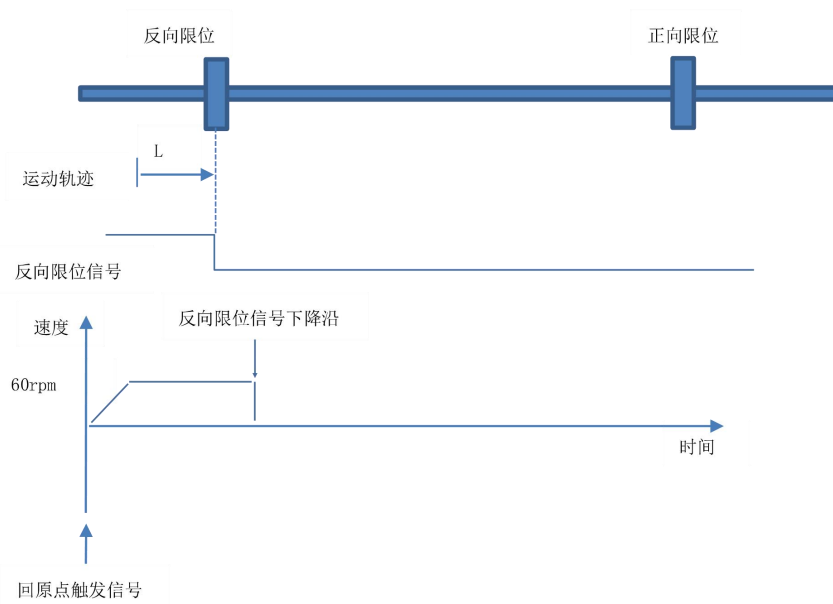 反向限位
正向限位
L
运动轨迹
反向限位信号
反向限位信号下降沿
速度
60rpm
时间
回原点触发信号